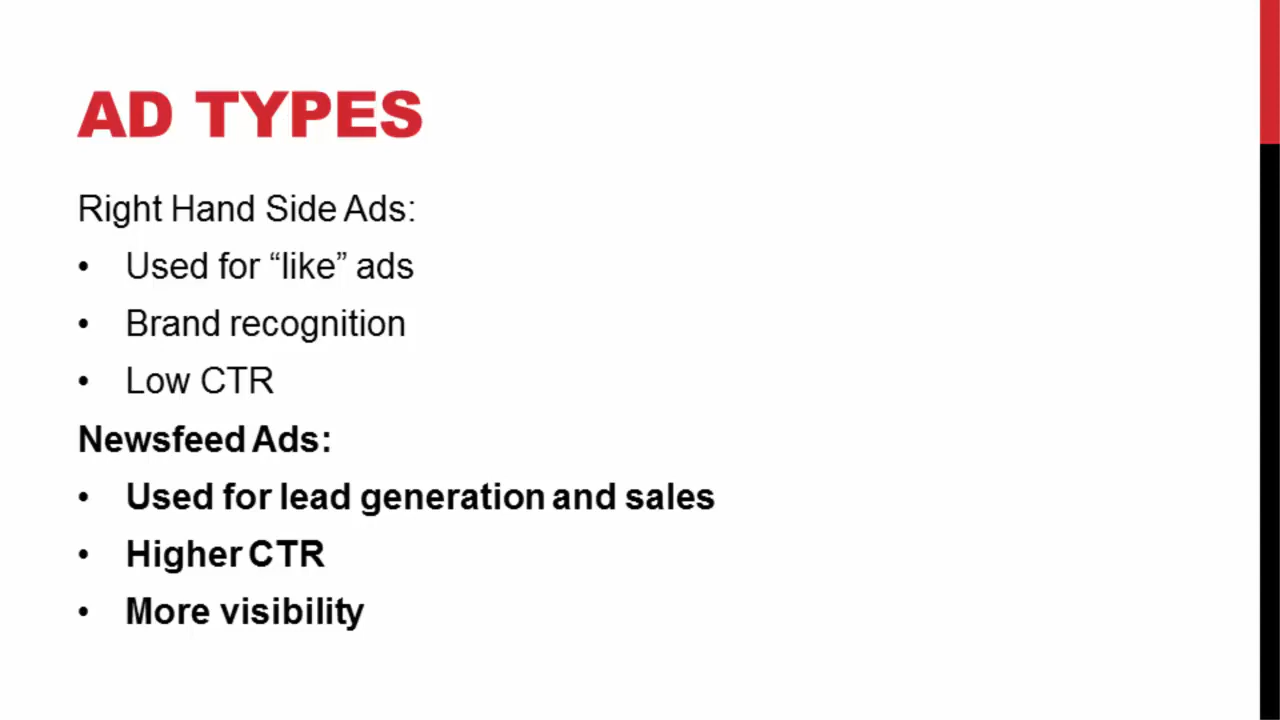 AD TYPES
Right Hand Side Ads:
• Used for “like” ads
• Brand recognition
• Low CTR
Newsfeed Ads:
• Used for lead generation and sales
• Higher CTR
• More visibility